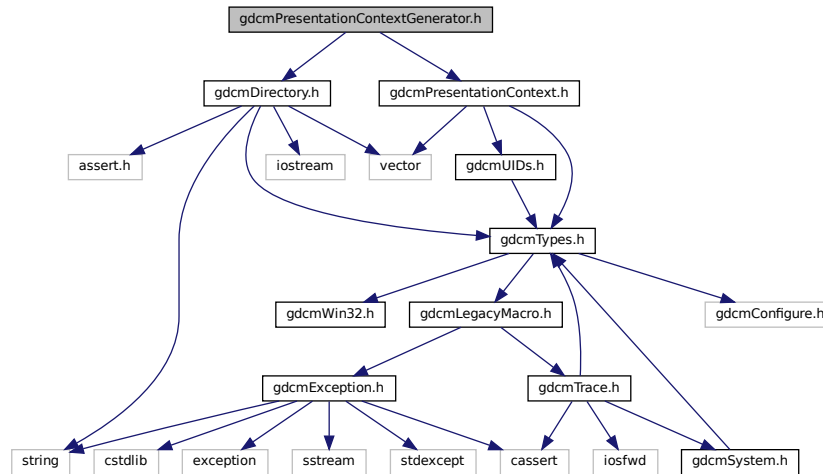 gdcmPresentationContextGenerator.h
gdcmDirectory.h
gdcmPresentationContext.h
assert.h
iostream
vector
gdcmUIDs.h
gdcmTypes.h
gdcmWin32.h
gdcmLegacyMacro.h
gdcmConfigure.h
gdcmException.h
gdcmTrace.h
string
cstdlib
exception
sstream
stdexcept
cassert
iosfwd
gdcmSystem.h